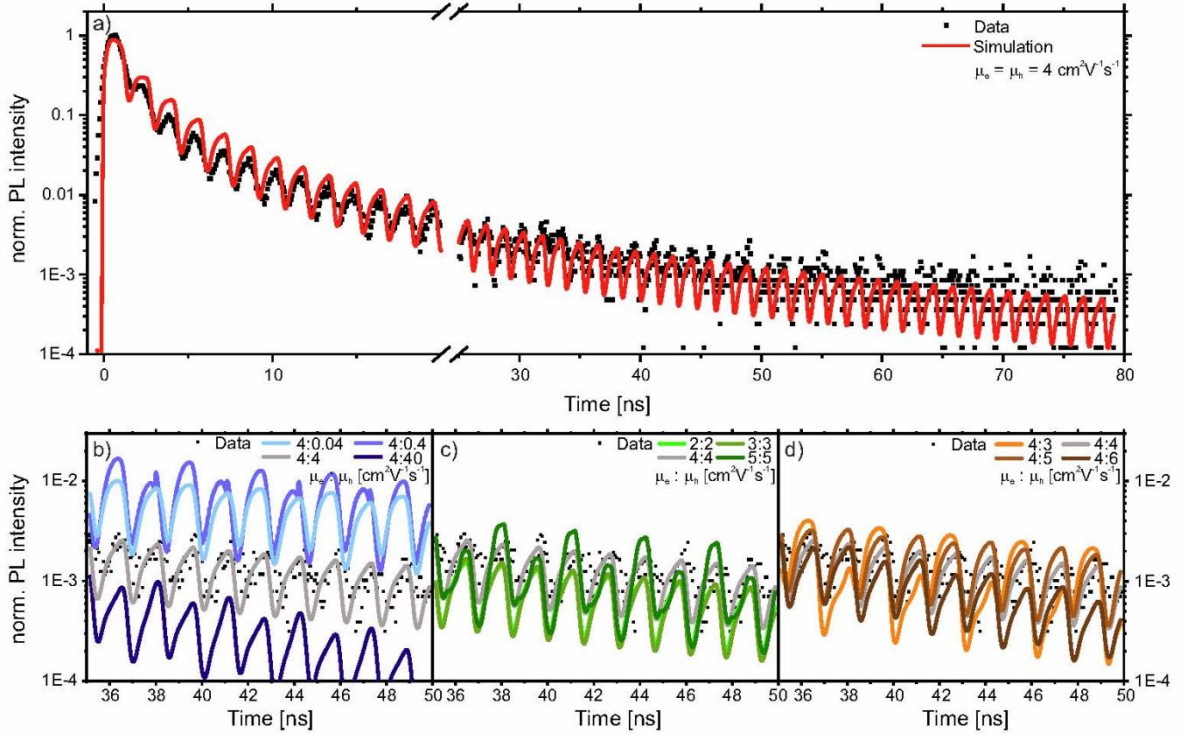 a)
Data
Simulation
μₑ = μₕ = 4 cm²V⁻¹s⁻¹
norm. PL intensity
1
0.1
0.01
1E-3
1E-4
0 10 30 40 50 60 70 80
Time [ns]
b) Data 4:0.04 4:0.4
4:4 4:40
μₑ : μₕ [cm²V⁻¹s⁻¹]
c) Data 2:2 3:3
4:4 5:5
μₑ : μₕ [cm²V⁻¹s⁻¹]
d) Data 4:3 4:4
4:5 4:6
μₑ : μₕ [cm²V⁻¹s⁻¹]
norm. PL intensity
1E-2
1E-3
1E-4
1E-2
1E-3
1E-4
36 38 40 42 44 46 48 50 36 38 40 42 44 46 48 50 36 38 40 42 44 46 48 50
Time [ns] Time [ns] Time [ns]